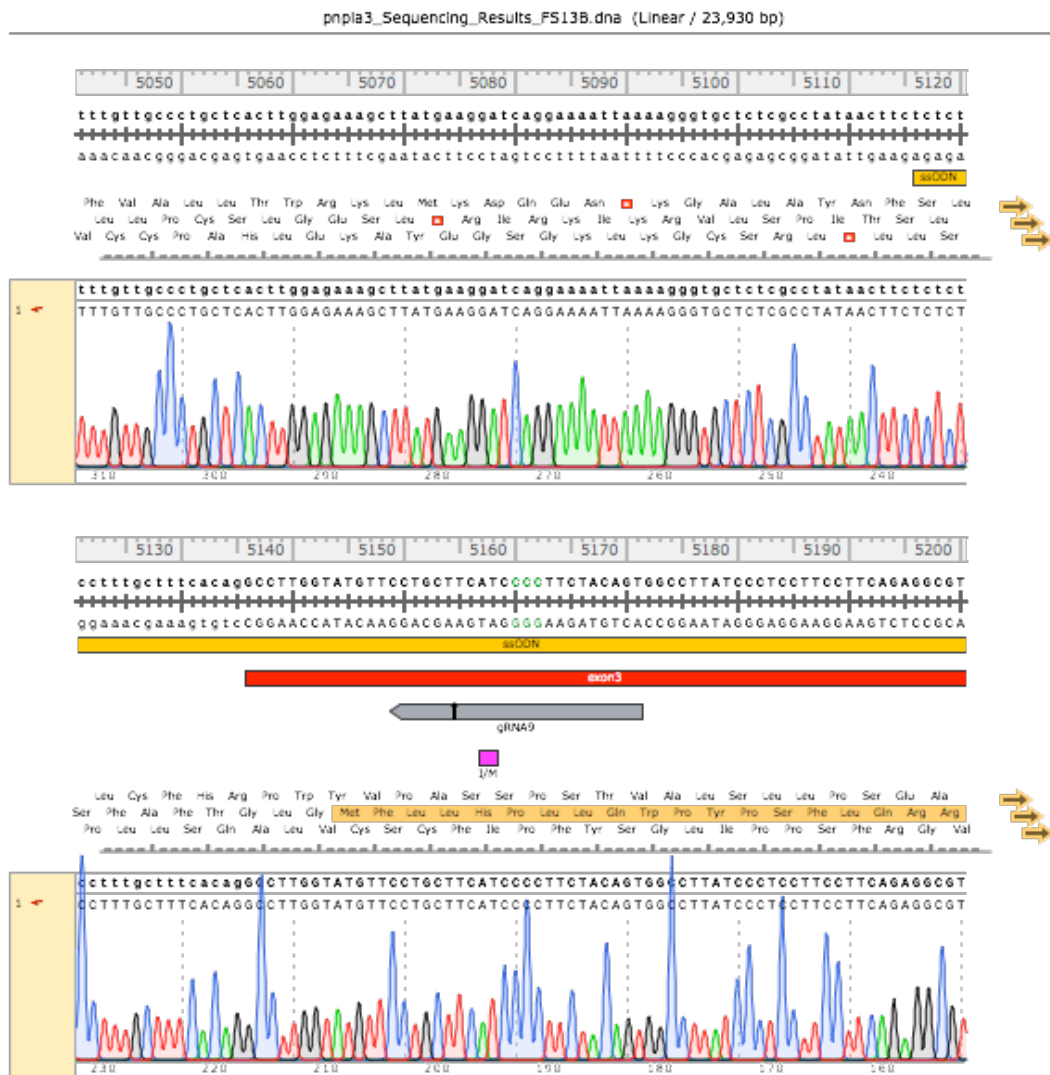 pnpla3_Sequencing_Results_FS13B.dna (Linear / 23,930 bp)
5050 5060 5070 5080 5090 5100 5110 5120
tttgttgccctgctcacttggagaaagcttatgaaggatcaggaaaattaaaagggtgctctcgcctataacttctctct
aaacaacgggacgagtgaacctctttcgaatacttcctagtccttttaattttcccacgagagcggatattgaagagaga
ssODN
Phe Val Ala Leu Leu Thr Trp Arg Lys Leu Met Lys Asp Gln Glu Asn * Lys Gly Ala Leu Ala Tyr Asn Phe Ser Leu
Leu Leu Pro Cys Ser Leu Gly Glu Ser Leu * Arg Ile Arg Lys Ile Lys Arg Val Leu Ser Pro Ile Thr Ser Leu
Val Cys Cys Pro Ala His Leu Glu Lys Ala Tyr Glu Gly Ser Gly Lys Leu Lys Gly Cys Ser Arg Leu * Leu Leu Ser
tttgttgccctgctcacttggagaaagcttatgaaggatcaggaaaattaaaagggtgctctcgcctataacttctctct
1 TTTGTTGCCCTGCTCACTTGGAGAAAGCTTATGAAGGATCAGGAAAATTAAAAGGGTGCTCTCGCCTATAACTTCTCTCT
310 300 290 280 270 260 250 240
5130 5140 5150 5160 5170 5180 5190 5200
cctttgctttcacagGCCTTGGTATGTTCCTGCTTCATCCCCTTCTACAGTGGCCTTATCCCTCCTTCCTTCAGAGGCGT
ggaaacgaaagtgtcCGGAACCATACAAGGACGAAGTAGGGGAAGATGTCACCGGAATAGGGAGGAAGGAAGTCTCCGCA
ssODN
exon3
gRNA9
I/M
Leu Cys Phe His Arg Pro Trp Tyr Val Pro Ala Ser Ser Pro Ser Thr Val Ala Leu Ser Leu Leu Pro Ser Glu Ala
Ser Phe Ala Phe Thr Gly Leu Gly Met Phe Leu Leu His Pro Leu Leu Gln Trp Pro Tyr Pro Ser Phe Leu Gln Arg Arg
Pro Leu Leu Ser Gln Ala Leu Val Cys Ser Cys Phe Ile Pro Phe Tyr Ser Gly Leu Ile Pro Pro Ser Phe Arg Gly Val
cctttgctttcacagGCCTTGGTATGTTCCTGCTTCATCCCCTTCTACAGTGGCCTTATCCCTCCTTCCTTCAGAGGCGT
1 CCTTTGCTTTCACAGGCCTTGGTATGTTCCTGCTTCATCCCCTTCTACAGTGGCCTTATCCCTCCTTCCTTCAGAGGCGT
230 220 210 200 190 180 170 160